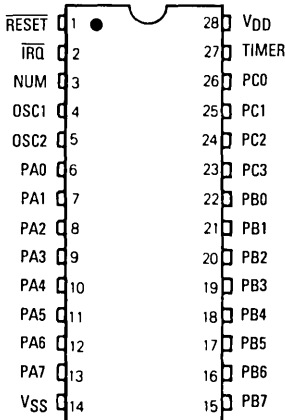 RESET 1 28 VDD
IRQ 2 27 TIMER
NUM 3 26 PC0
OSC1 4 25 PC1
OSC2 5 24 PC2
PA0 6 23 PC3
PA1 7 22 PB0
PA2 8 21 PB1
PA3 9 20 PB2
PA4 10 19 PB3
PA5 11 18 PB4
PA6 12 17 PB5
PA7 13 16 PB6
VSS 14 15 PB7